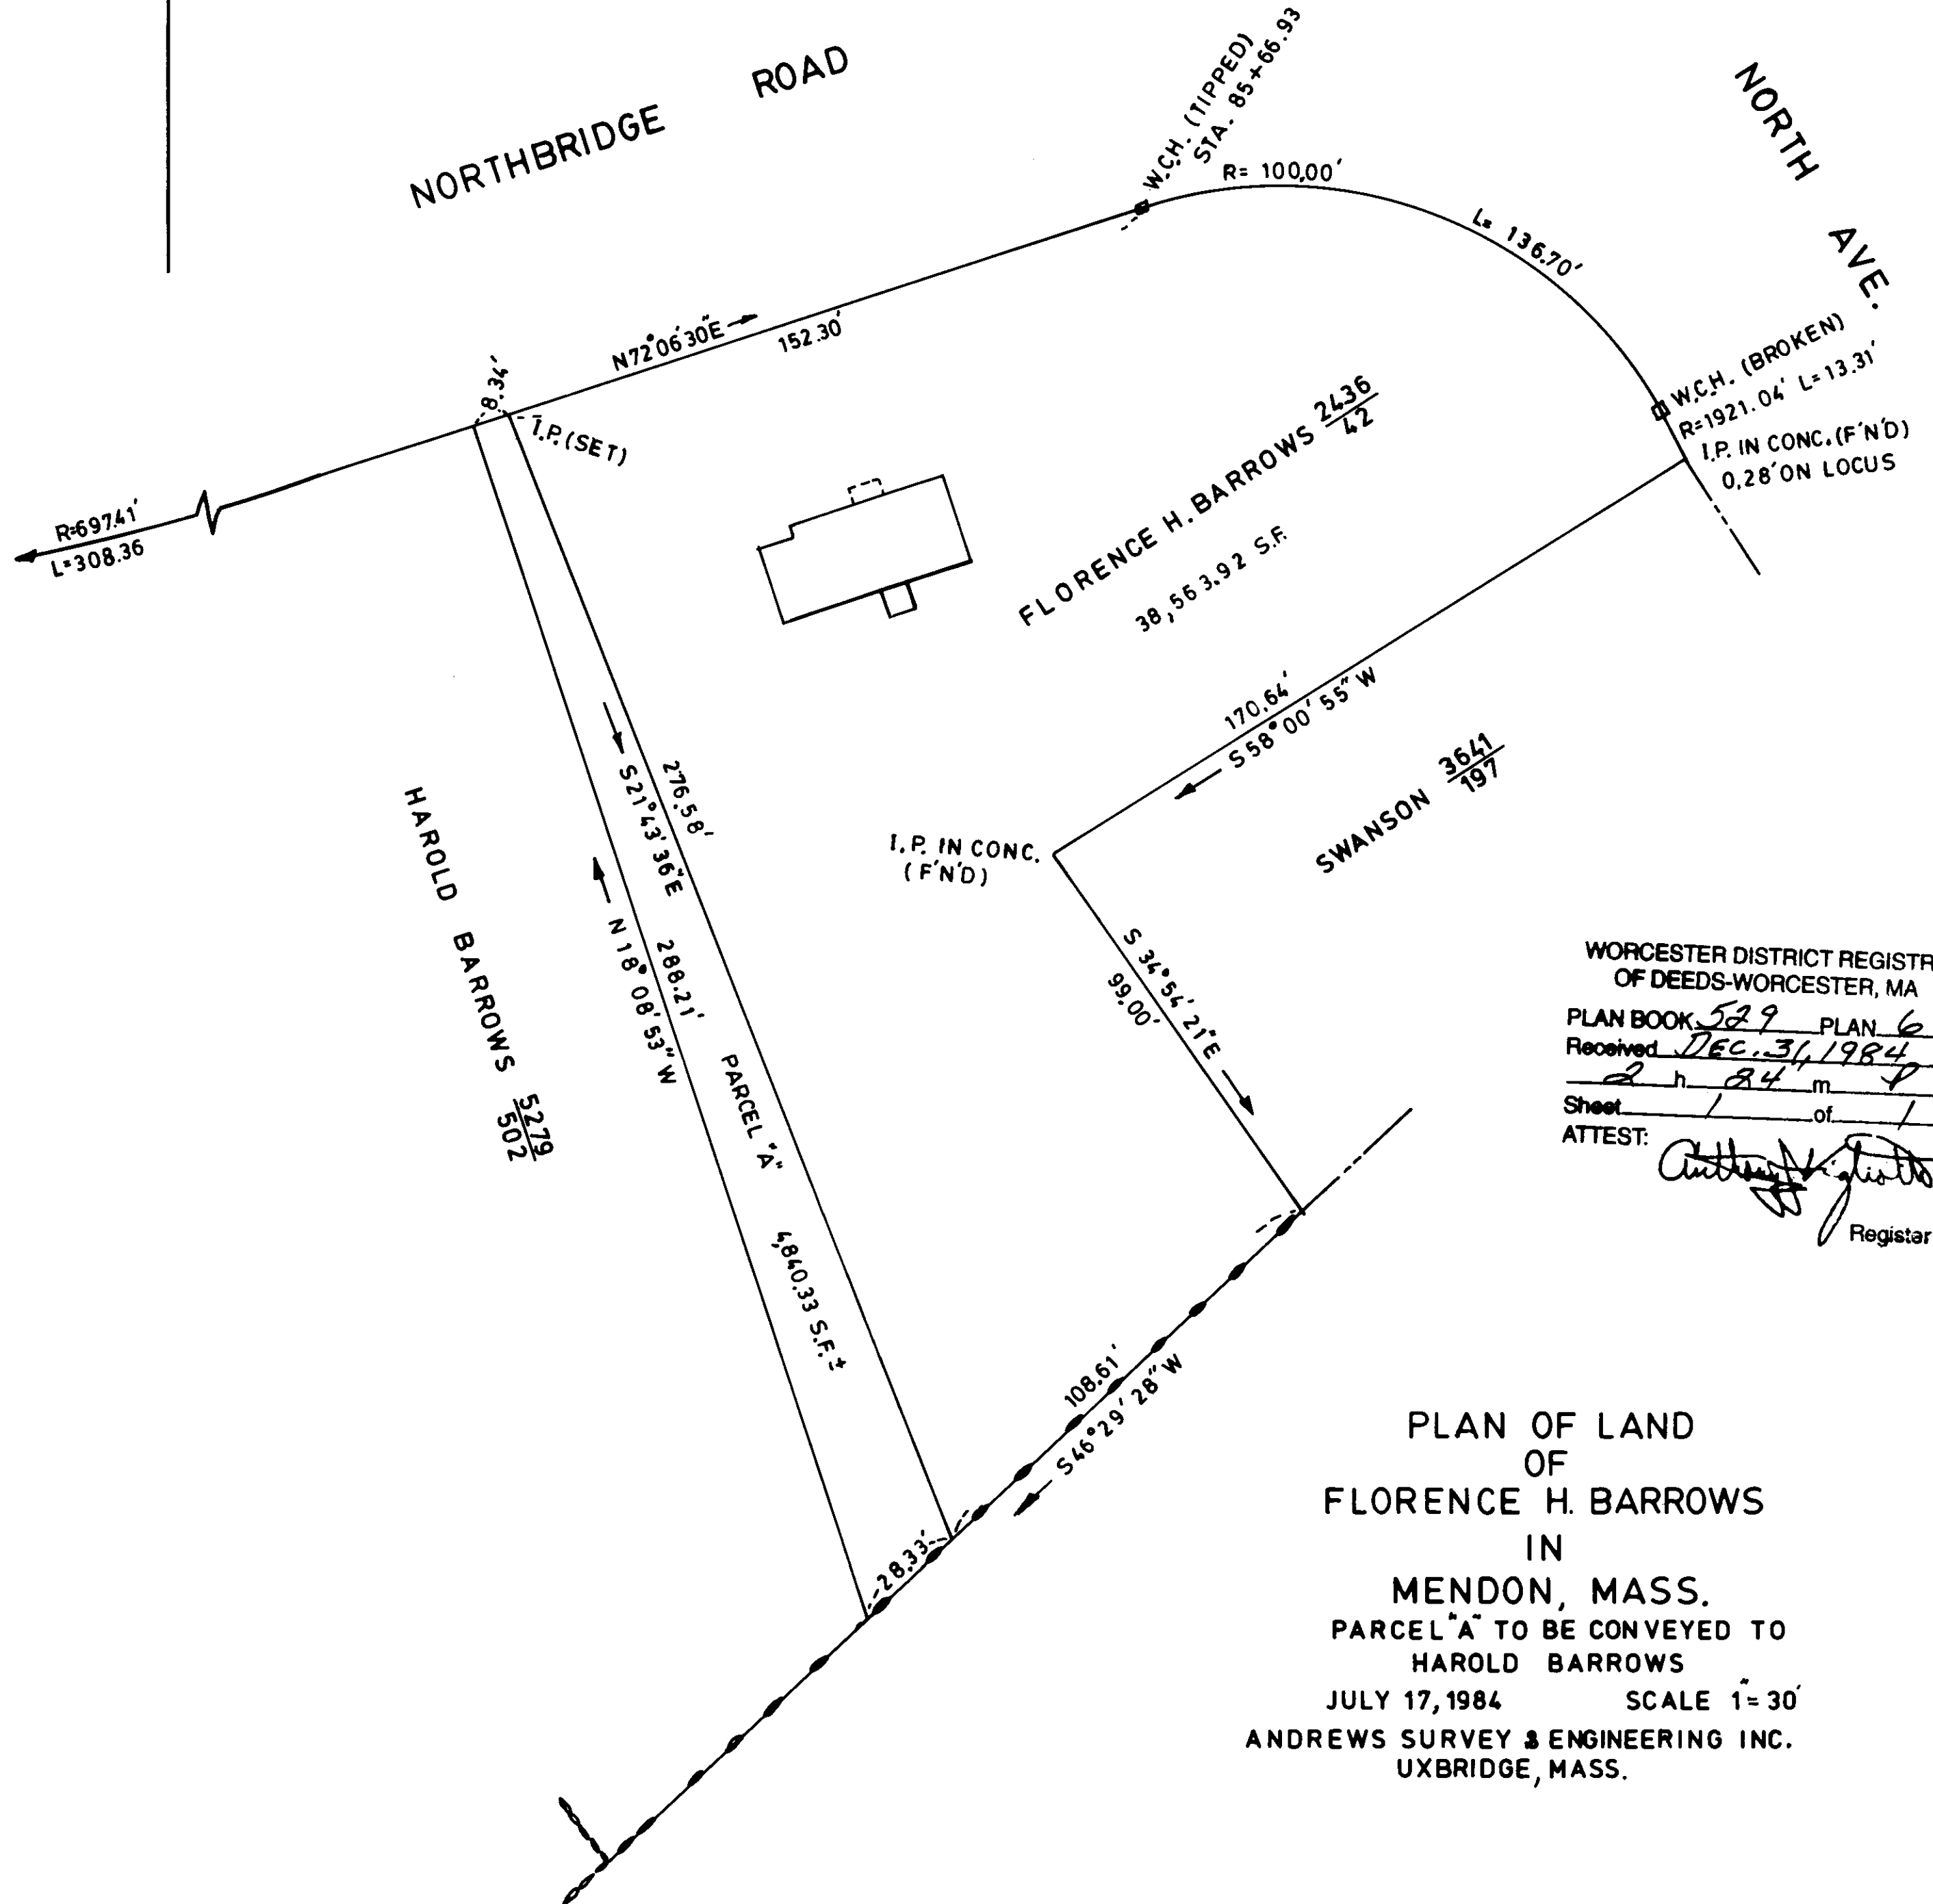 NORTHBRIDGE ROAD
NORTH AVE.
W.C.H. (TIPPED)
STA. 85+66.93
R= 100.00'
L= 136.70'
N72°06'30"E
152.30'
8.34'
I.P.(SET)
R=697.41'
L=308.36
W.C.H. (BROKEN)
R=1921.04' L=13.31'
I.P. IN CONC. (F'N'D)
0.28' ON LOCUS
FLORENCE H. BARROWS 2436
42
38,563.92 S.F.
170.64'
S58°00'55"W
SWANSON 3641
197
I.P. IN CONC.
(F'N'D)
S 34°54'21"E
99.00'
276.58'
S21°43'36"E
288.21'
N18°08'53"W
PARCEL "A"
4,840.33 S.F.±
HAROLD BARROWS 5279
502
108.61'
S46°29'28"W
28.33'
WORCESTER DISTRICT REGISTR
OF DEEDS-WORCESTER, MA
PLAN BOOK 529 PLAN 6
Received DEC. 31, 1984
2 h 24 m P
Sheet 1 of 1
ATTEST:
Register
PLAN OF LAND
OF
FLORENCE H. BARROWS
IN
MENDON, MASS.
PARCEL "A" TO BE CONVEYED TO
HAROLD BARROWS
JULY 17, 1984 SCALE 1"= 30'
ANDREWS SURVEY & ENGINEERING INC.
UXBRIDGE, MASS.